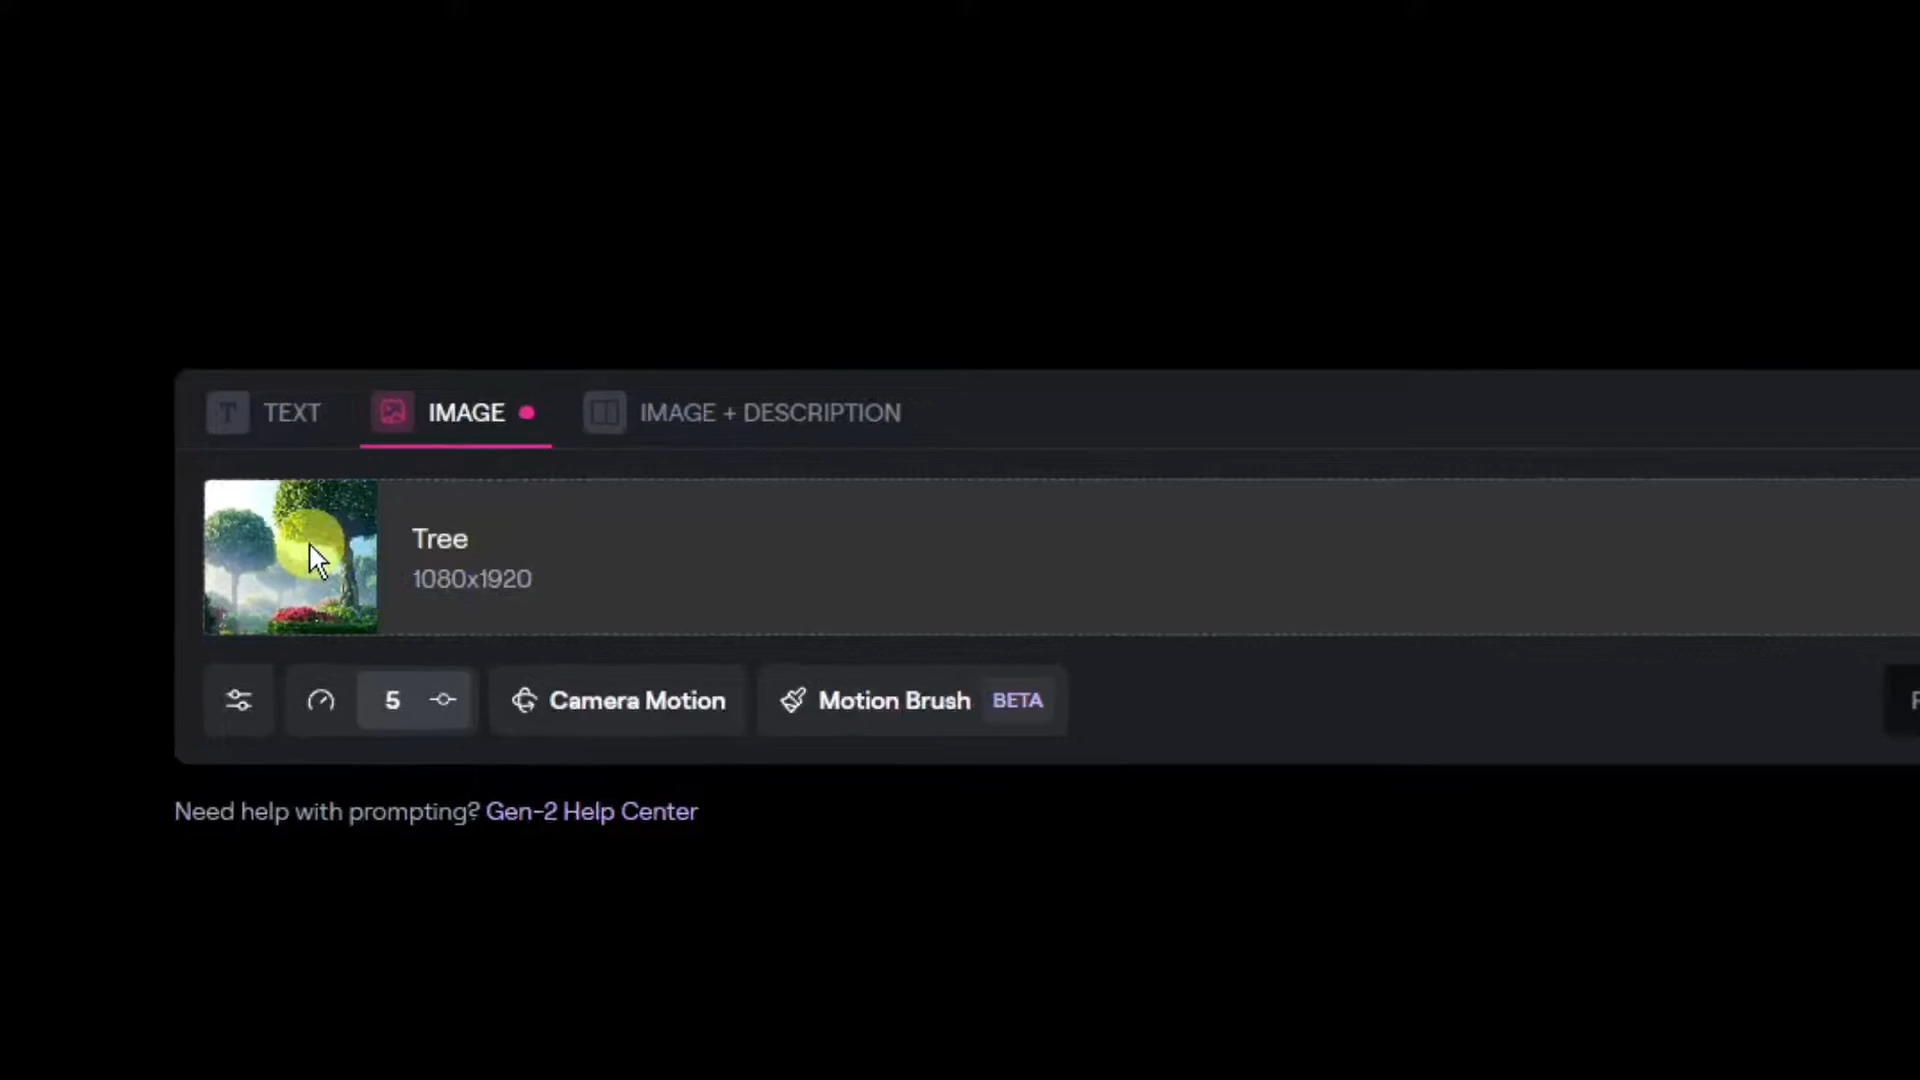 TEXT IMAGE IMAGE + DESCRIPTION
Tree
1080x1920
5 Camera Motion Motion Brush BETA
Need help with prompting? Gen-2 Help Center